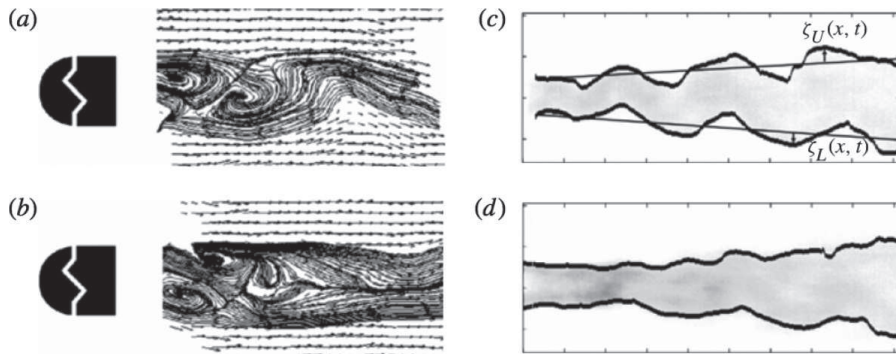 (a)
(c)
ζU(x, t)
ζL(x, t)
(b)
(d)